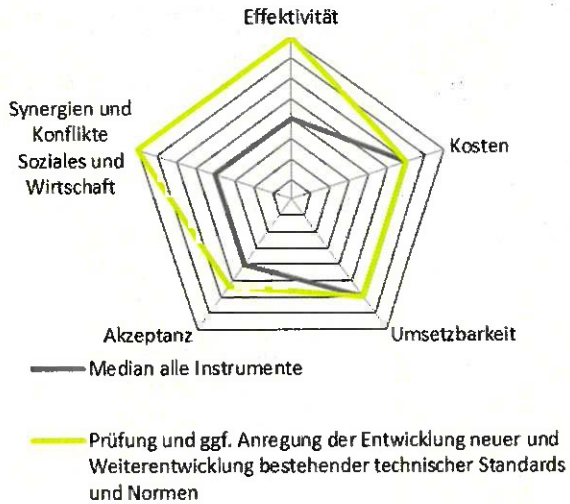 Effektivität
Synergien und
Konflikte
Soziales und
Wirtschaft
Kosten
Akzeptanz
Umsetzbarkeit
Median alle Instrumente
Prüfung und ggf. Anregung der Entwicklung neuer und
Weiterentwicklung bestehender technischer Standards
und Normen